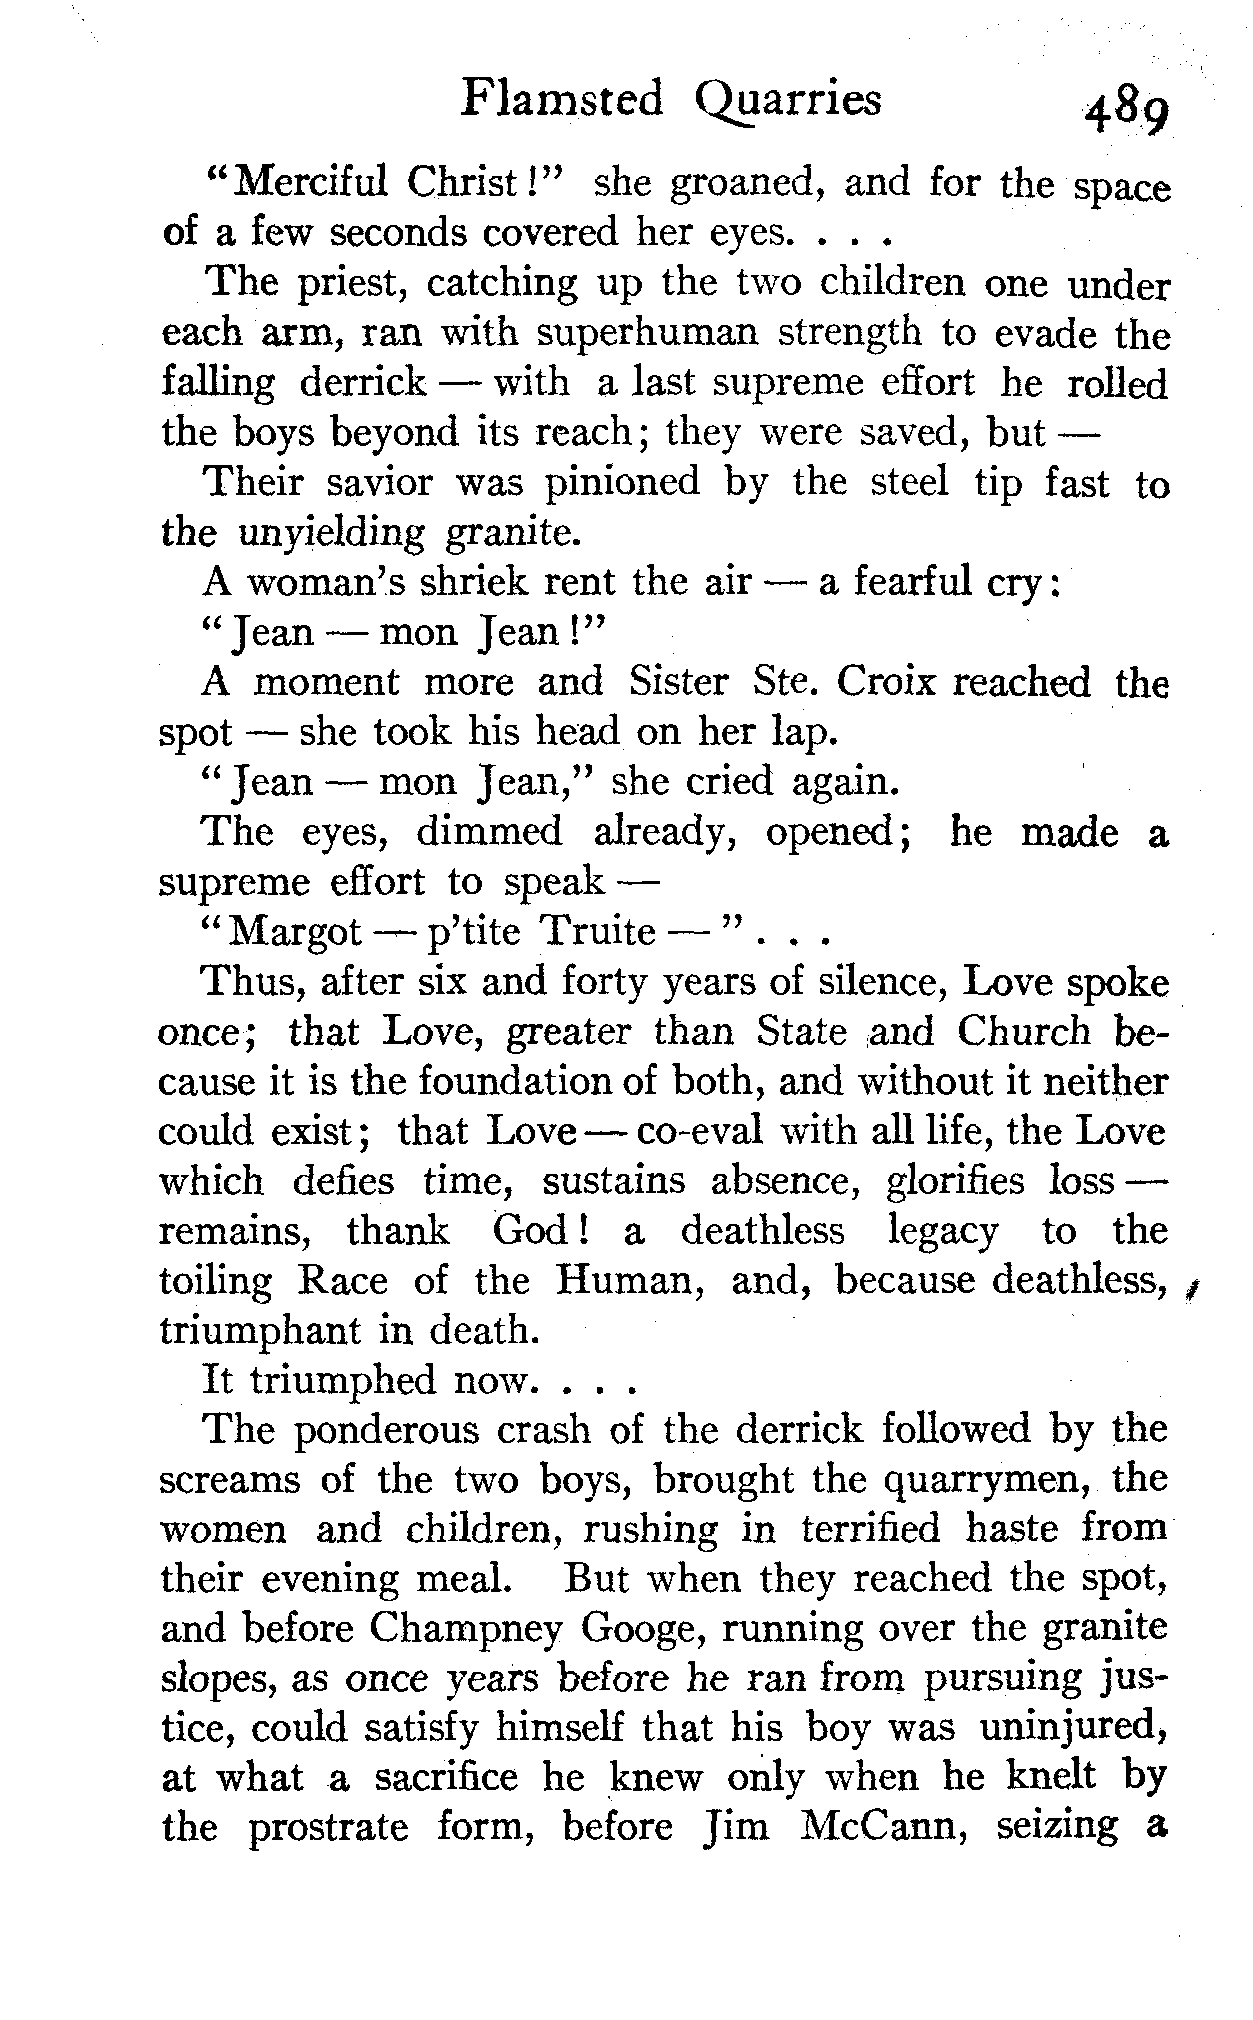 Flamsted Quarries 489
"Merciful Christ!" she groaned, and for the space
of a few seconds covered her eyes. . . .
The priest, catching up the two children one under
each arm, ran with superhuman strength to evade the
falling derrick — with a last supreme effort he rolled
the boys beyond its reach; they were saved, but —
Their savior was pinioned by the steel tip fast to
the unyielding granite.
A woman's shriek rent the air — a fearful cry:
"Jean — mon Jean!"
A moment more and Sister Ste. Croix reached the
spot — she took his head on her lap.
"Jean — mon Jean," she cried again.
The eyes, dimmed already, opened; he made a
supreme effort to speak —
"Margot — p'tite Truite — " . . .
Thus, after six and forty years of silence, Love spoke
once; that Love, greater than State and Church be-
cause it is the foundation of both, and without it neither
could exist; that Love — co-eval with all life, the Love
which defies time, sustains absence, glorifies loss —
remains, thank God! a deathless legacy to the
toiling Race of the Human, and, because deathless,
triumphant in death.
It triumphed now. . . .
The ponderous crash of the derrick followed by the
screams of the two boys, brought the quarrymen, the
women and children, rushing in terrified haste from
their evening meal. But when they reached the spot,
and before Champney Googe, running over the granite
slopes, as once years before he ran from pursuing jus-
tice, could satisfy himself that his boy was uninjured,
at what a sacrifice he knew only when he knelt by
the prostrate form, before Jim McCann, seizing a